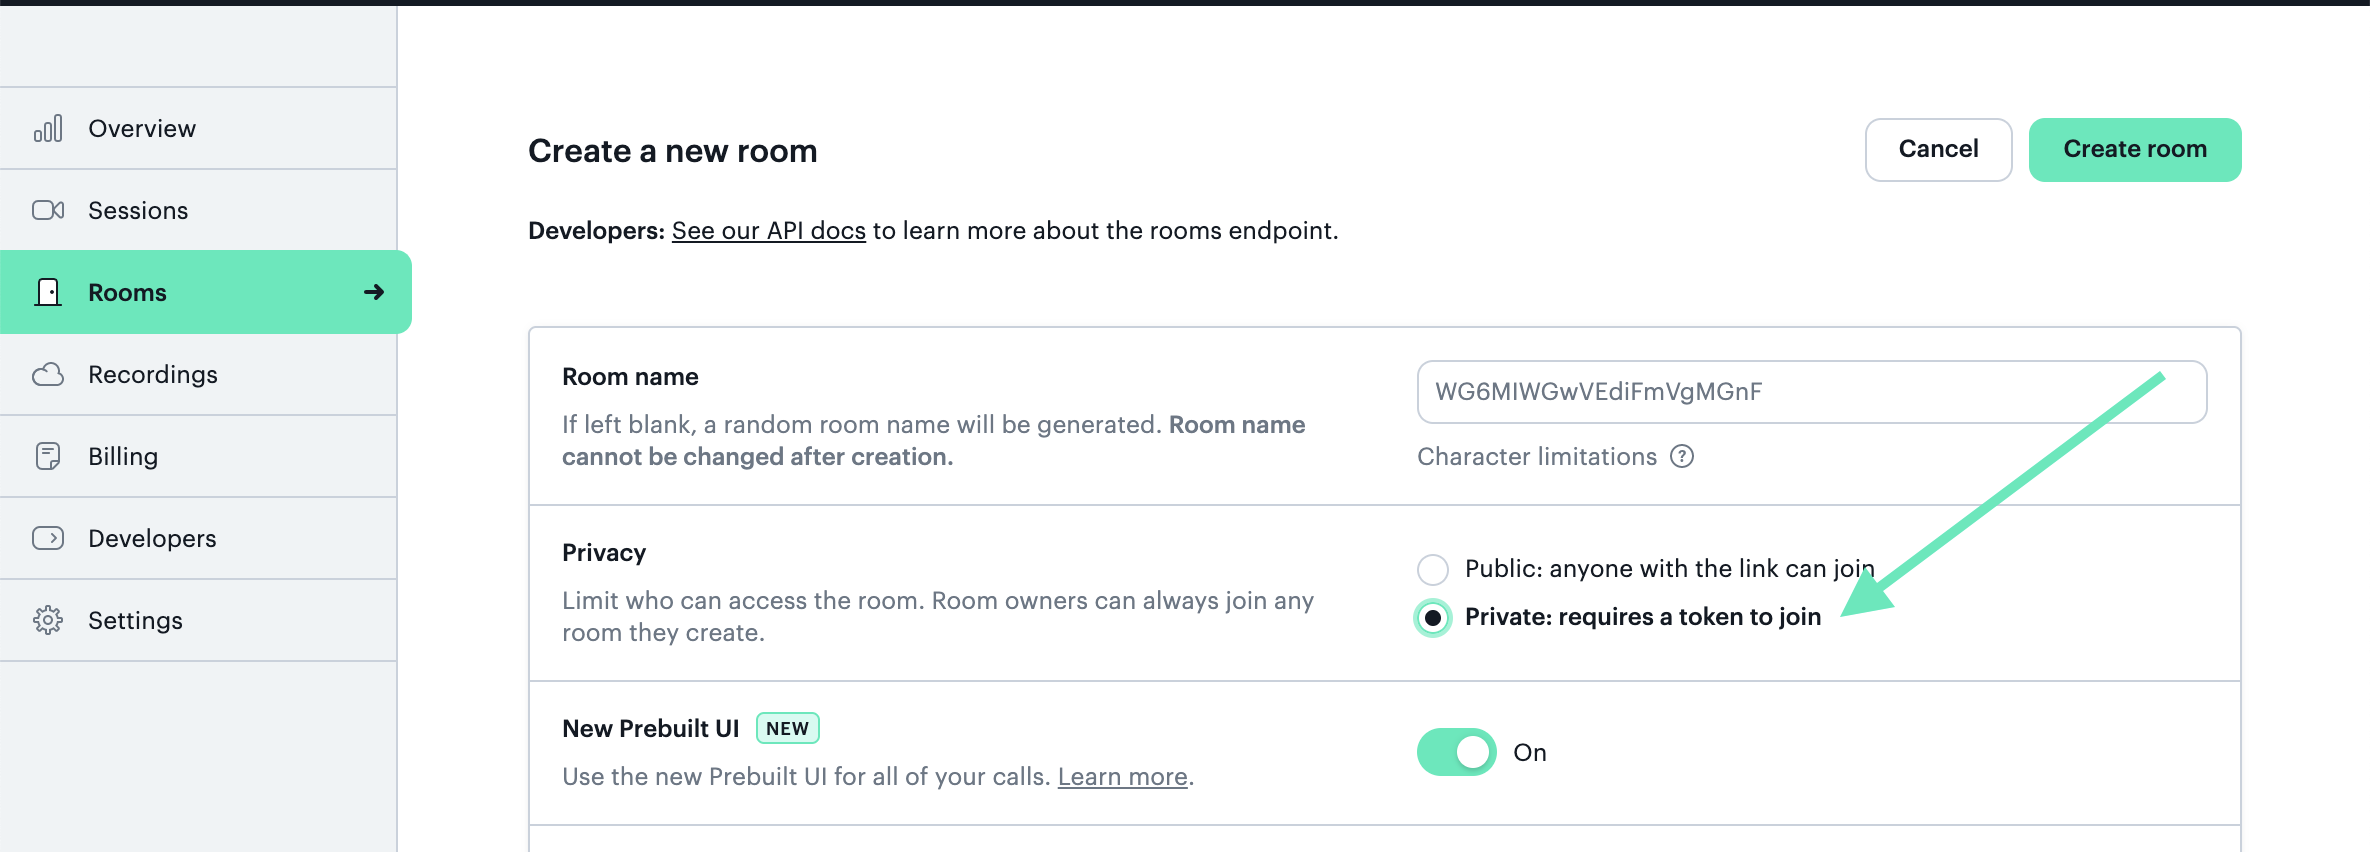 Overview
Sessions
Rooms
Recordings
Billing
Developers
Settings
Create a new room
Cancel
Create room
Developers: See our API docs to learn more about the rooms endpoint.
Room name
If left blank, a random room name will be generated. Room name
cannot be changed after creation.
WG6MIWGwVEdiFmVgMGnF
Character limitations ?
Privacy
Limit who can access the room. Room owners can always join any
room they create.
Public: anyone with the link can join
Private: requires a token to join
New Prebuilt UI NEW
Use the new Prebuilt UI for all of your calls. Learn more.
On